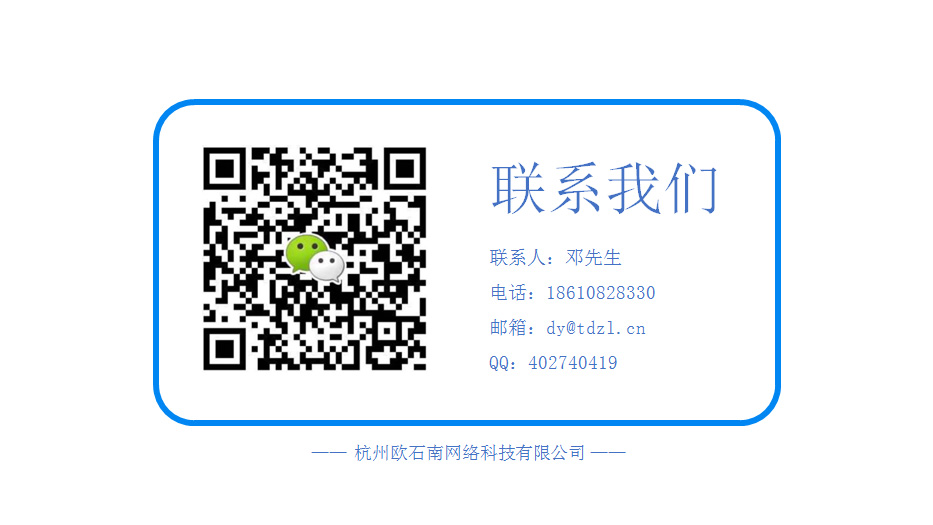 联系我们
联系人：邓先生
电话：18610828330
邮箱：dy@tdzl.cn
QQ：402740419
—— 杭州欧石南网络科技有限公司 ——